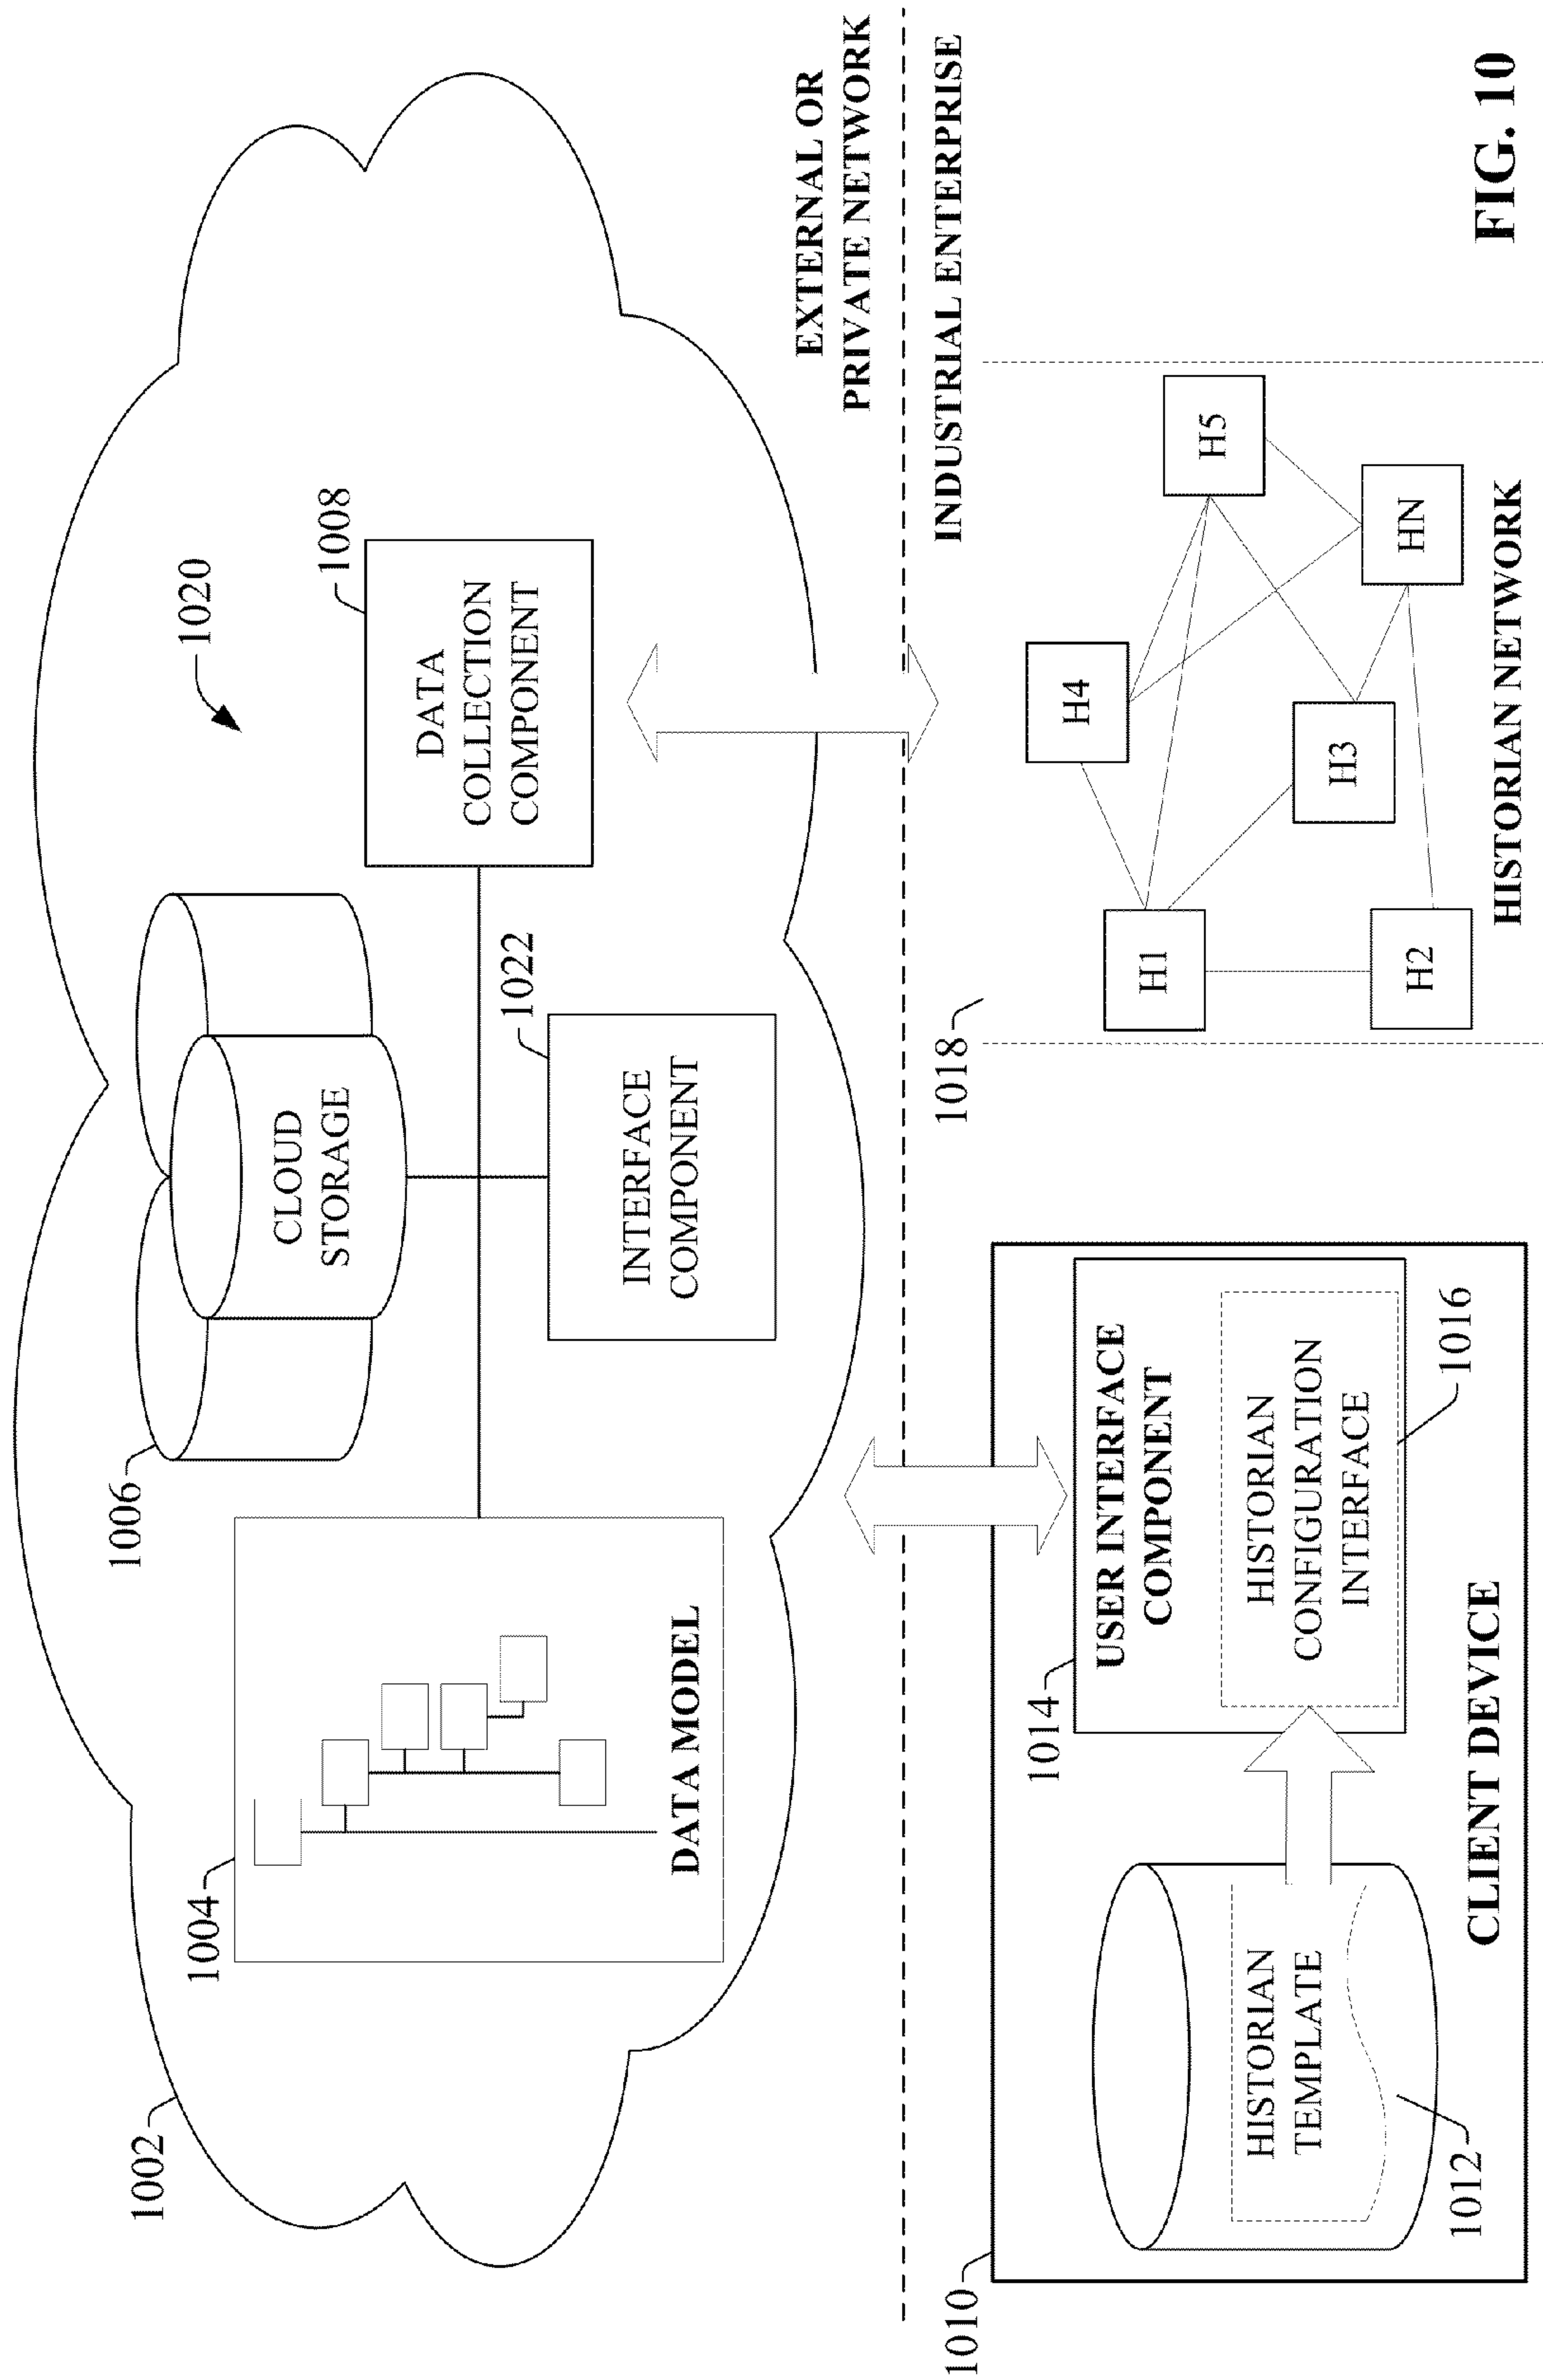 1002
1004
DATA MODEL
1006
CLOUD
STORAGE
1020
1008
DATA
COLLECTION
COMPONENT
1022
INTERFACE
COMPONENT
EXTERNAL OR
PRIVATE NETWORK
INDUSTRIAL ENTERPRISE
1010
HISTORIAN
TEMPLATE
1012
1014
USER INTERFACE
COMPONENT
HISTORIAN
CONFIGURATION
INTERFACE
1016
CLIENT DEVICE
1018
H1
H2
H3
H4
H5
HN
HISTORIAN NETWORK
FIG. 10